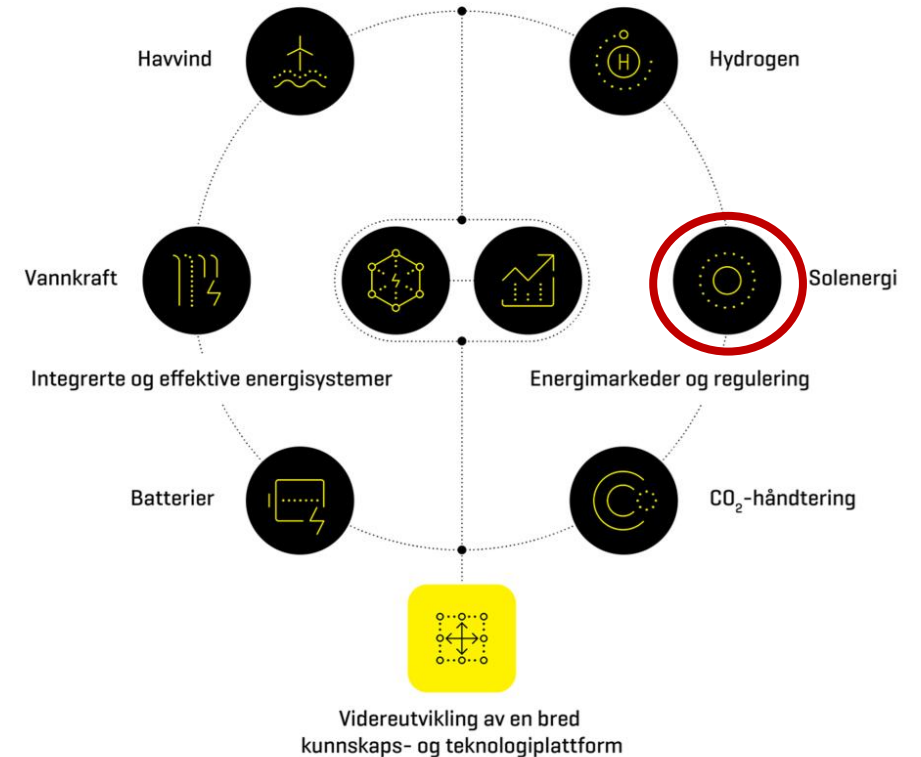 Havvind
Hydrogen
H
Vannkraft
Solenergi
Integrerte og effektive energisystemer
Energimarkeder og regulering
Batterier
CO₂-håndtering
Videreutvikling av en bred
kunnskaps- og teknologiplattform